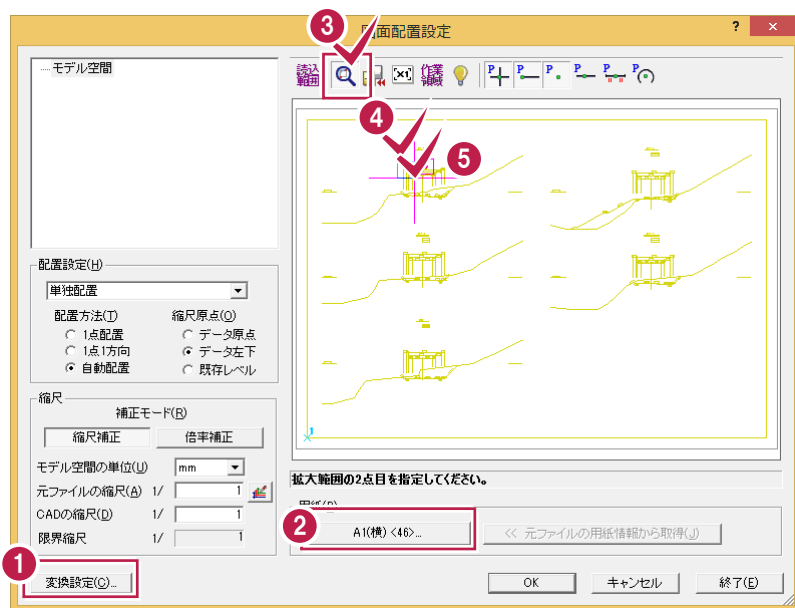 図面配置設定
?
×
モデル空間
読込
範囲
作業
領域
P
P
P
P
P
P
3
4
5
配置設定(H)
単独配置
配置方法(T)
縮尺原点(O)
1点配置
データ原点
1点1方向
データ左下
自動配置
既存レベル
縮尺
補正モード(R)
縮尺補正
倍率補正
モデル空間の単位(U)
mm
元ファイルの縮尺(A) 1/ 1
CADの縮尺(D) 1/ 1
限界縮尺 1/ 1
拡大範囲の2点目を指定してください。
用紙(P)
2
A1(横) <46>...
<< 元ファイルの用紙情報から取得(J)
1
変換設定(C)...
OK
キャンセル
終了(E)